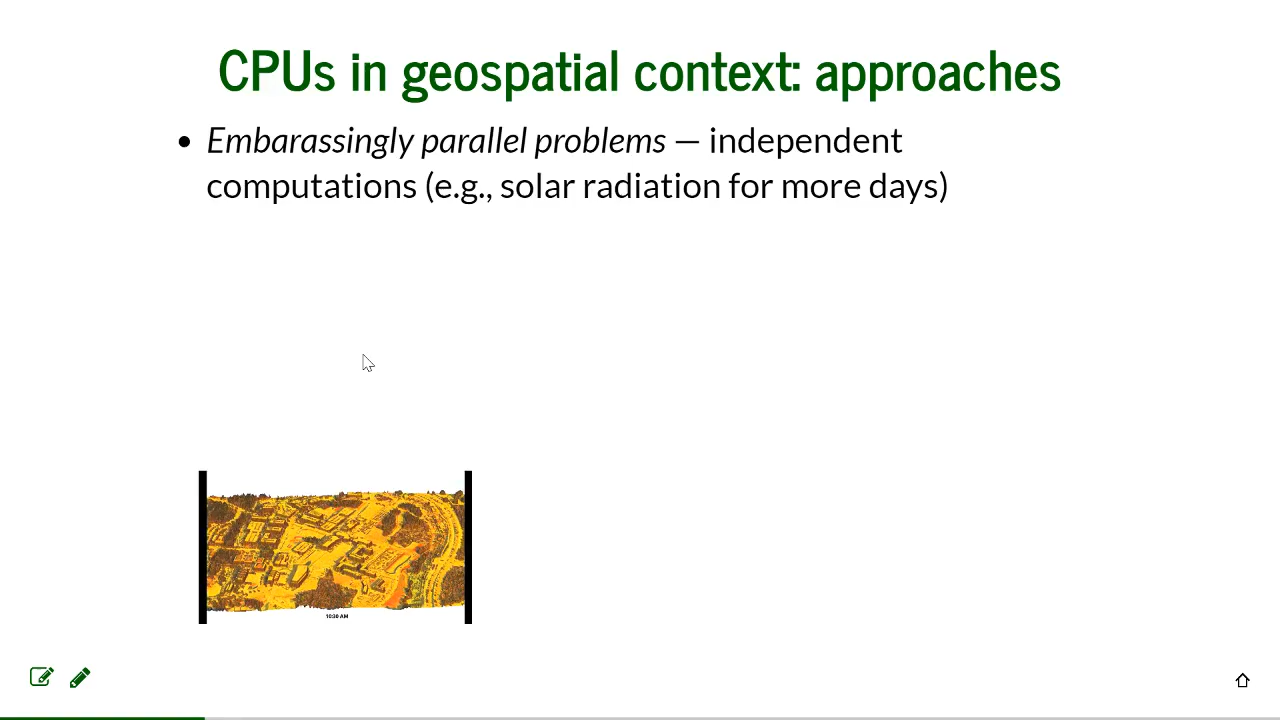 CPUs in geospatial context: approaches
• Embarassingly parallel problems — independent
computations (e.g., solar radiation for more days)
10:30 AM